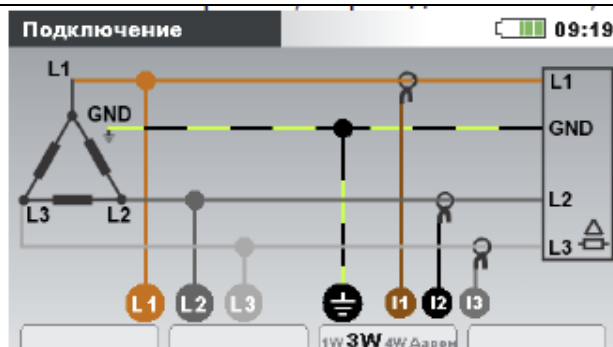 Подключение 09:19
L1 L1
GND GND
L3 L2 L2
L3
L1 L2 L3 I1 I2 I3
1W 3W 4W Аарон